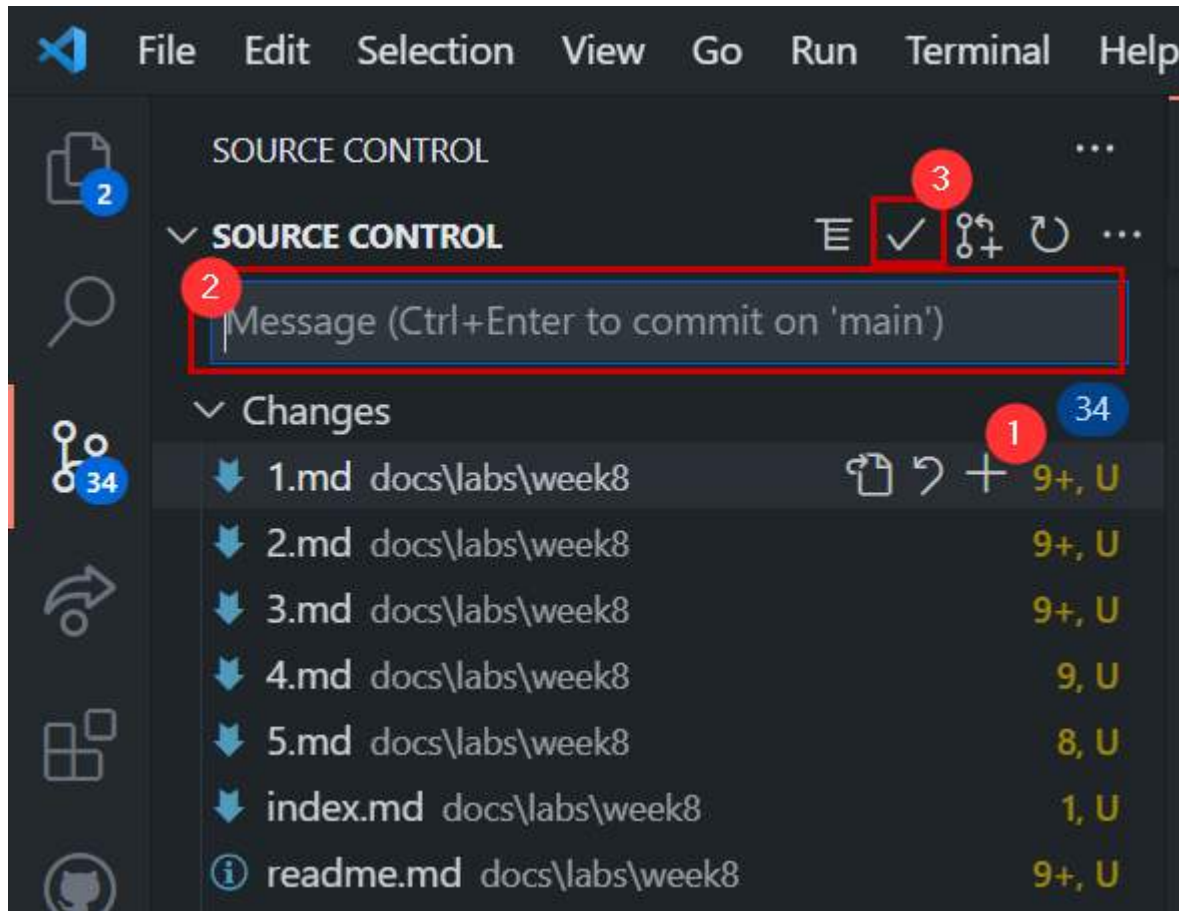 File Edit Selection View Go Run Terminal Help
2
SOURCE CONTROL ...
3
SOURCE CONTROL ...
2
Message (Ctrl+Enter to commit on 'main')
Changes 34
1
34
1.md docs\labs\week8 9+, U
2.md docs\labs\week8 9+, U
3.md docs\labs\week8 9+, U
4.md docs\labs\week8 9, U
5.md docs\labs\week8 8, U
index.md docs\labs\week8 1, U
readme.md docs\labs\week8 9+, U